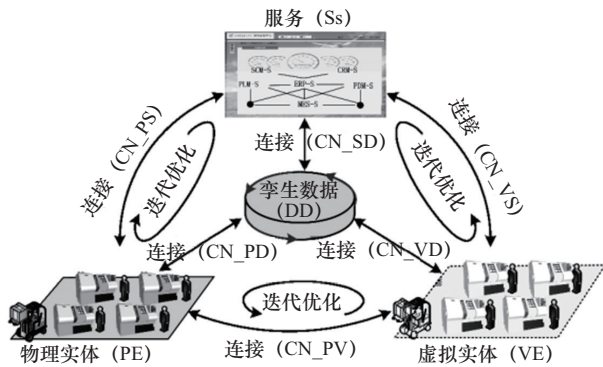 服务（Ss）
SCM-S
CRM-S
PLM-S
ERP-S
PDM-S
MES-S
连接（CN_PS）
迭代优化
连接（CN_SD）
迭代优化
连接（CN_VS）
孪生数据
（DD）
连接（CN_PD）
连接（CN_VD）
迭代优化
物理实体（PE）
连接（CN_PV）
虚拟实体（VE）